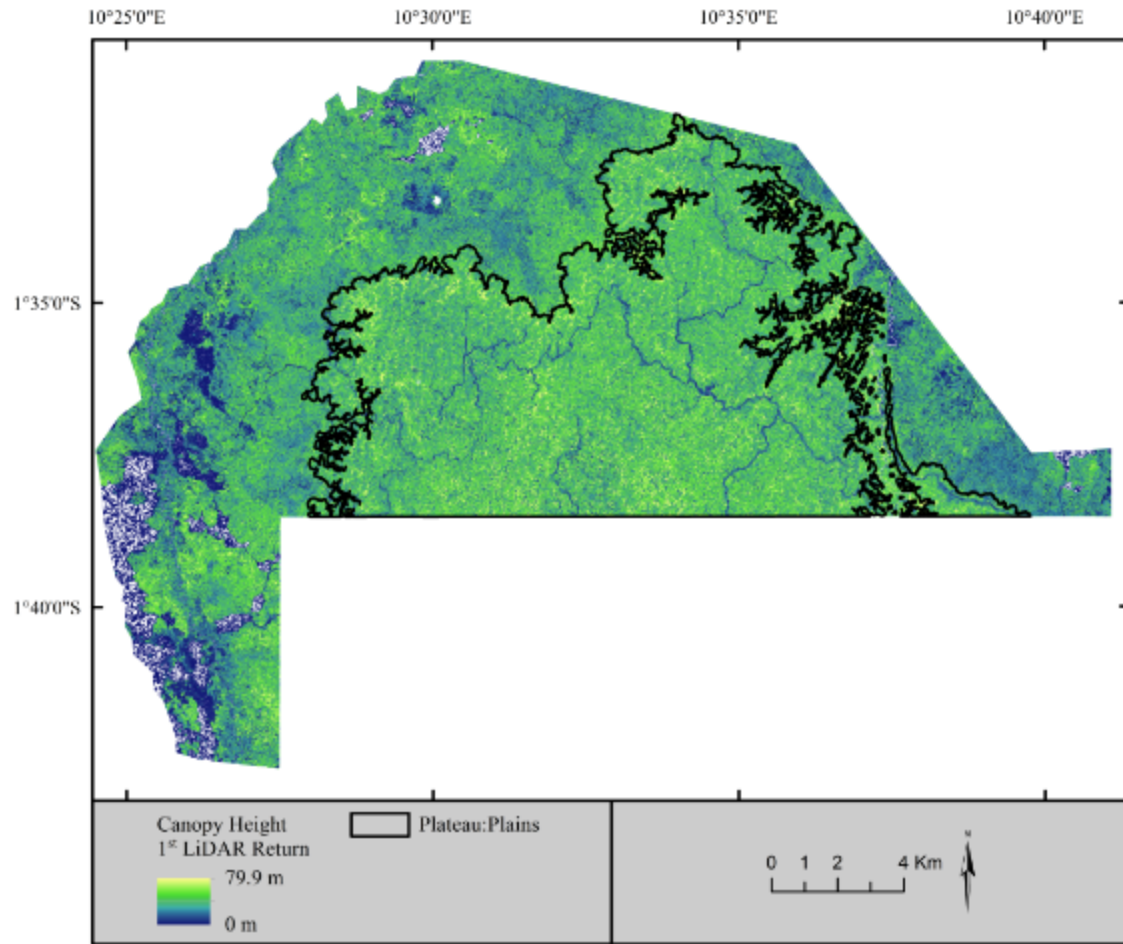 10°25'0"E 10°30'0"E 10°35'0"E 10°40'0"E
1°35'0"S
1°40'0"S
Canopy Height
1st LiDAR Return
79.9 m
0 m
Plateau:Plains
0 1 2 4 Km
N